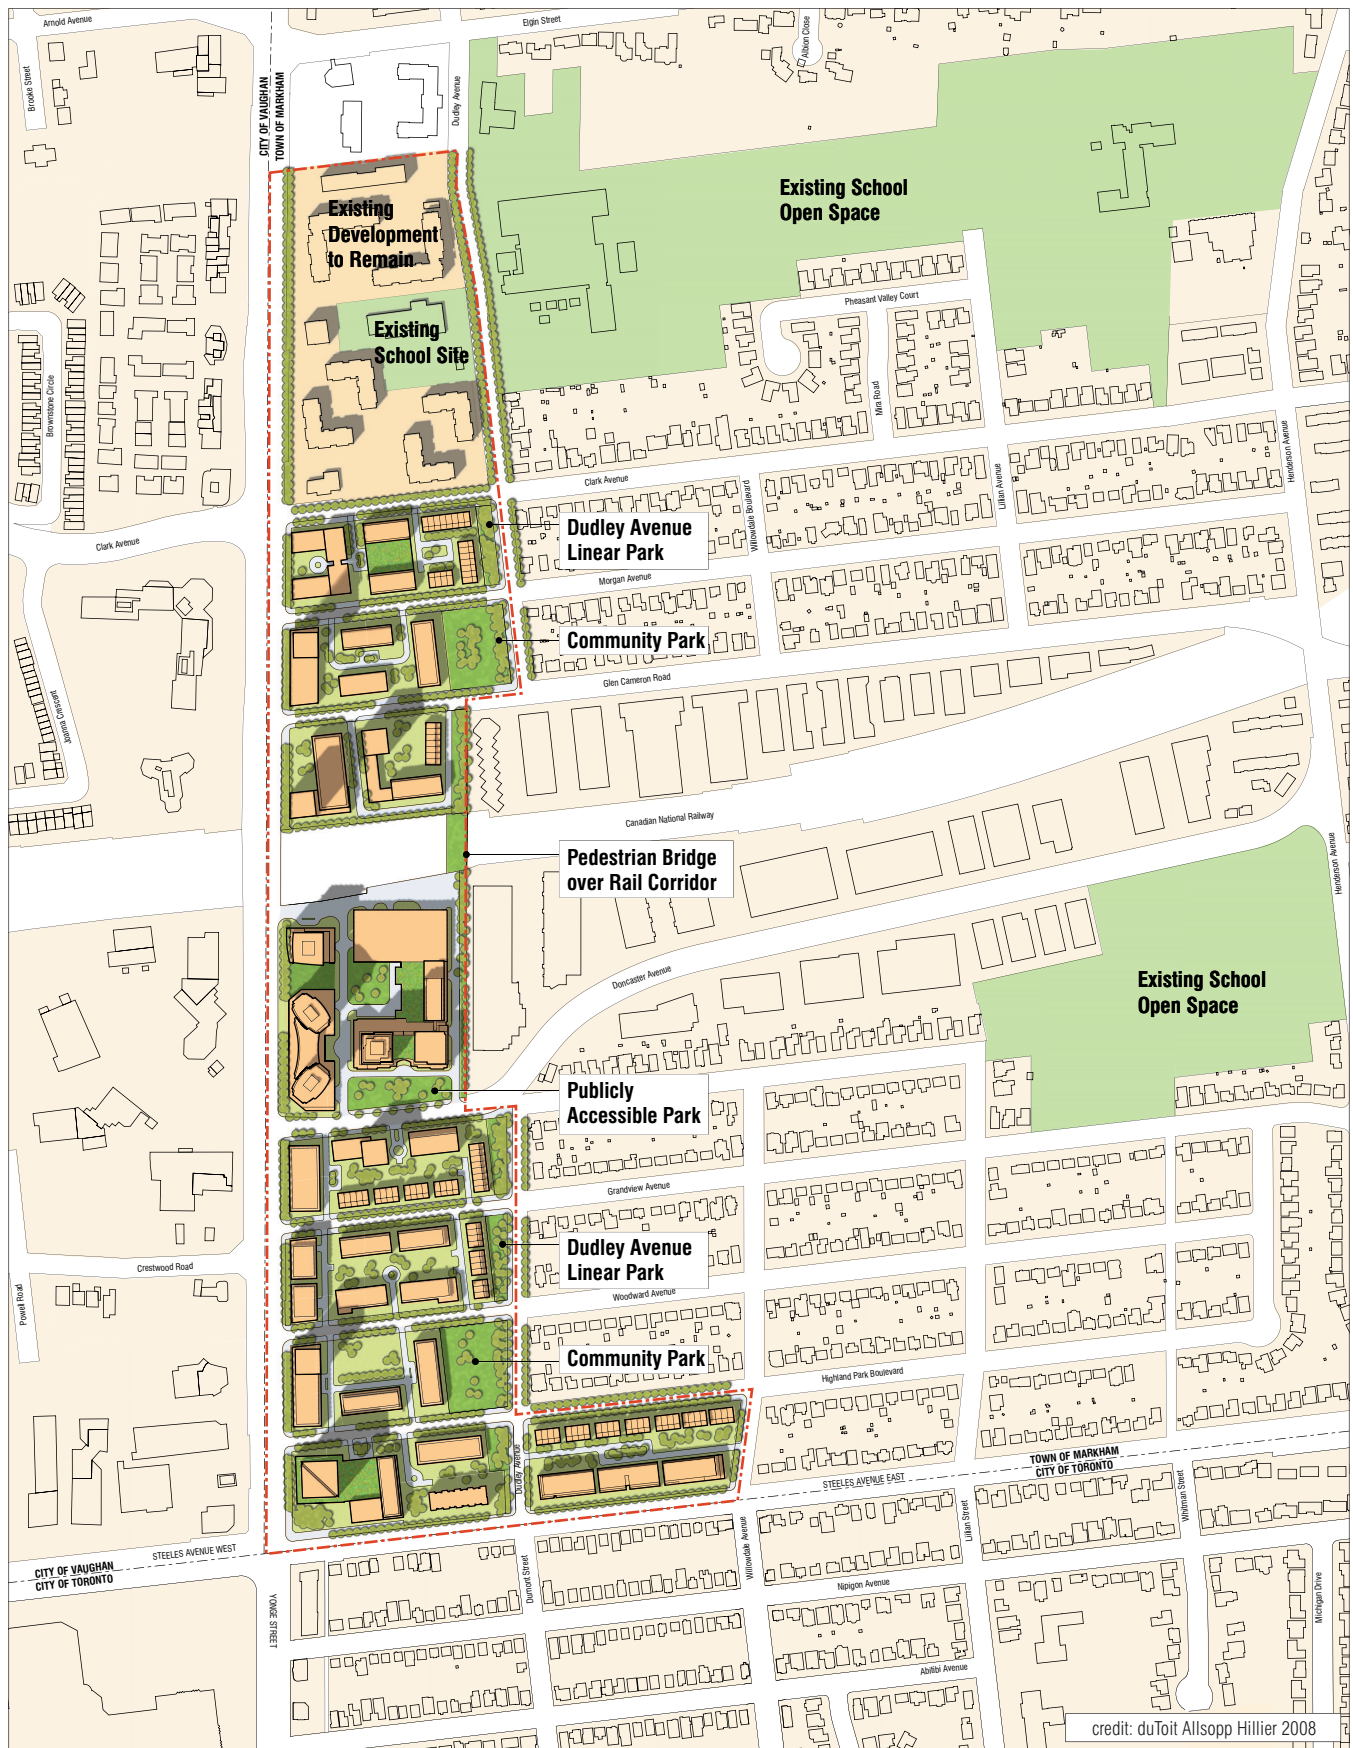 Arnold Avenue
Elgin Street
Albion Close
Brooke Street
CITY OF VAUGHAN
TOWN OF MARKHAM
Dudley Avenue
Existing School
Open Space
Existing
Development
to Remain
Pheasant Valley Court
Existing
School Site
Brownstone Circle
Mira Road
Clark Avenue
Willowdale Boulevard
Lillian Avenue
Henderson Avenue
Dudley Avenue
Linear Park
Clark Avenue
Morgan Avenue
Community Park
Glen Cameron Road
Joanna Crescent
Canadian National Railway
Pedestrian Bridge
over Rail Corridor
Henderson Avenue
Doncaster Avenue
Existing School
Open Space
Publicly
Accessible Park
Grandview Avenue
Dudley Avenue
Linear Park
Crestwood Road
Powell Road
Woodward Avenue
Community Park
Highland Park Boulevard
Dudley Avenue
TOWN OF MARKHAM
CITY OF TORONTO
STEELES AVENUE EAST
Whitman Street
Lillian Street
Willowdale Avenue
STEELES AVENUE WEST
CITY OF VAUGHAN
CITY OF TORONTO
Dumont Street
Nipigon Avenue
YONGE STREET
Michigan Drive
Abitibi Avenue
credit: duToit Allsopp Hillier 2008